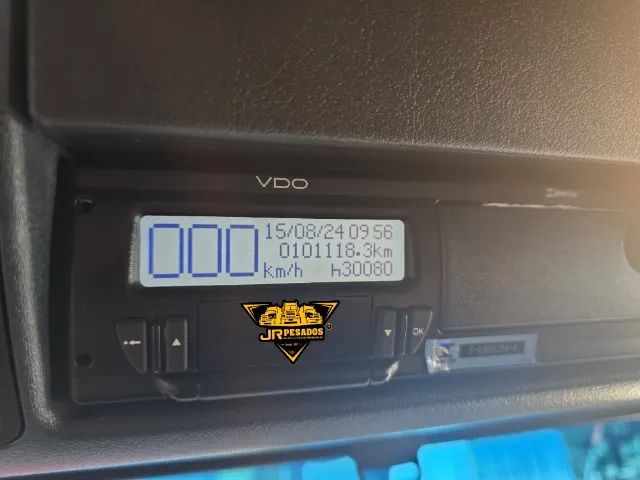 VDO
000
15/08/24 09 56
0101118.3km
km/h h30080
JR PESADOS
OK